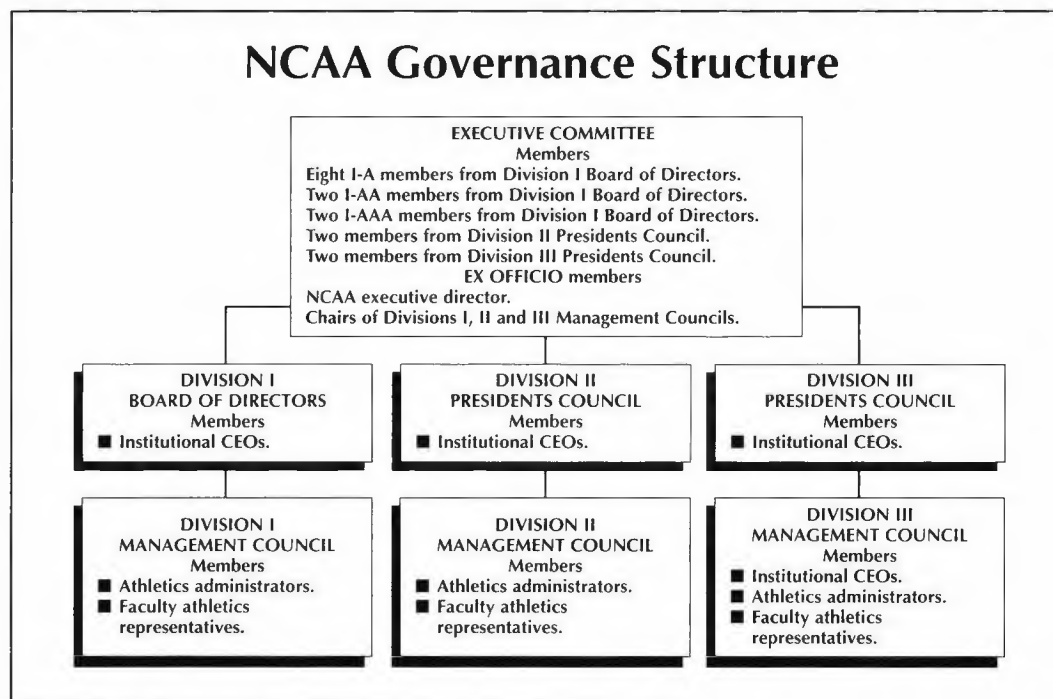 NCAA Governance Structure
EXECUTIVE COMMITTEE
Members
Eight I-A members from Division I Board of Directors.
Two I-AA members from Division I Board of Directors.
Two I-AAA members from Division I Board of Directors.
Two members from Division II Presidents Council.
Two members from Division III Presidents Council.
EX OFFICIO members
NCAA executive director.
Chairs of Divisions I, II and III Management Councils.
DIVISION I
BOARD OF DIRECTORS
Members
■ Institutional CEOs.
DIVISION II
PRESIDENTS COUNCIL
Members
■ Institutional CEOs.
DIVISION III
PRESIDENTS COUNCIL
Members
■ Institutional CEOs.
DIVISION I
MANAGEMENT COUNCIL
Members
■ Athletics administrators.
■ Faculty athletics
representatives.
DIVISION II
MANAGEMENT COUNCIL
Members
■ Athletics administrators.
■ Faculty athletics
representatives.
DIVISION III
MANAGEMENT COUNCIL
Members
■ Institutional CEOs.
■ Athletics administrators.
■ Faculty athletics
representatives.